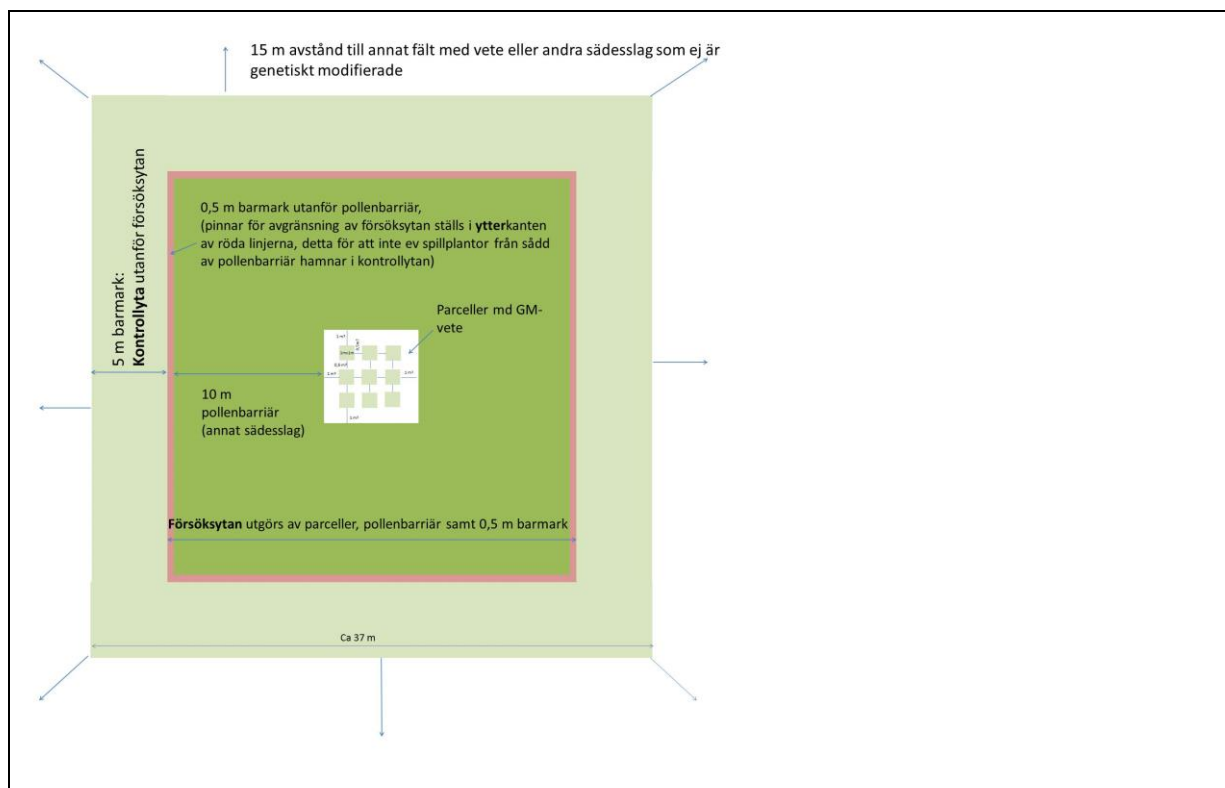 15 m avstånd till annat fält med vete eller andra sädesslag som ej är
genetiskt modifierade
5 m barmark:
Kontrollyta utanför försöksytan
0,5 m barmark utanför pollenbarriär,
(pinnar för avgränsning av försöksytan ställs i ytterkanten
av röda linjerna, detta för att inte ev spillplantor från sådd
av pollenbarriär hamnar i kontrollytan)
Parceller md GM-
vete
10 m
pollenbarriär
(annat sädesslag)
Försöksytan utgörs av parceller, pollenbarriär samt 0,5 m barmark
Ca 37 m